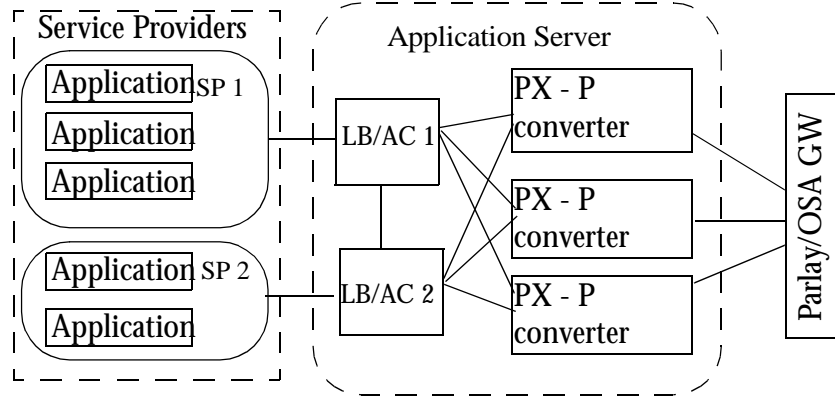 Service Providers
Application SP 1
Application
Application
Application SP 2
Application
Application Server
LB/AC 1
LB/AC 2
PX - P
converter
PX - P
converter
PX - P
converter
Parlay/OSA GW